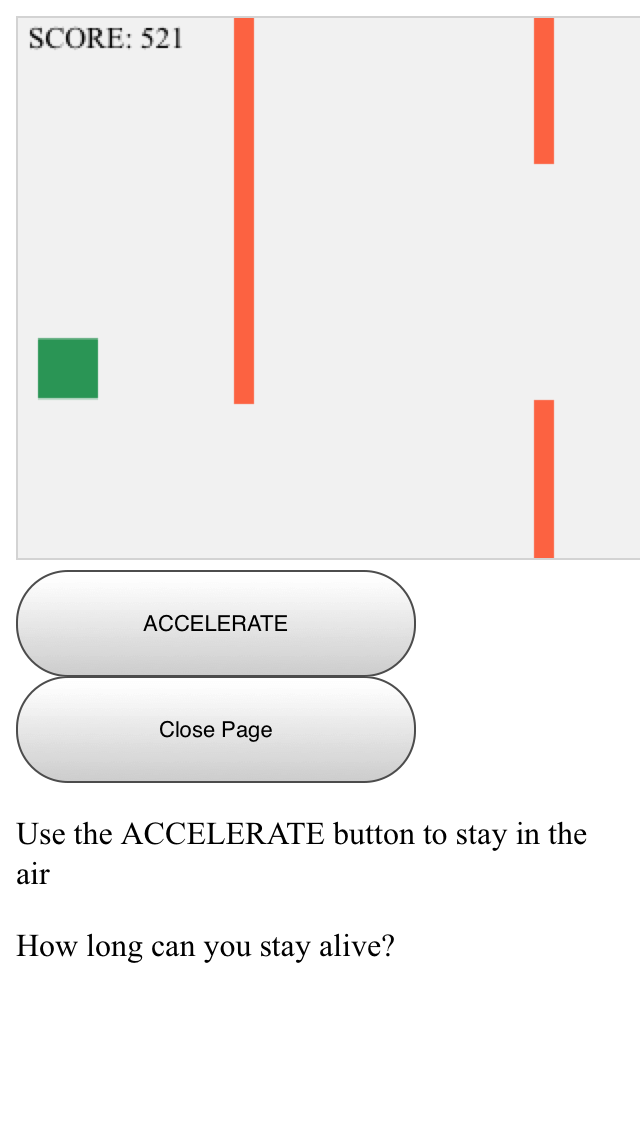 SCORE: 521
ACCELERATE
Close Page
Use the ACCELERATE button to stay in the
air
How long can you stay alive?